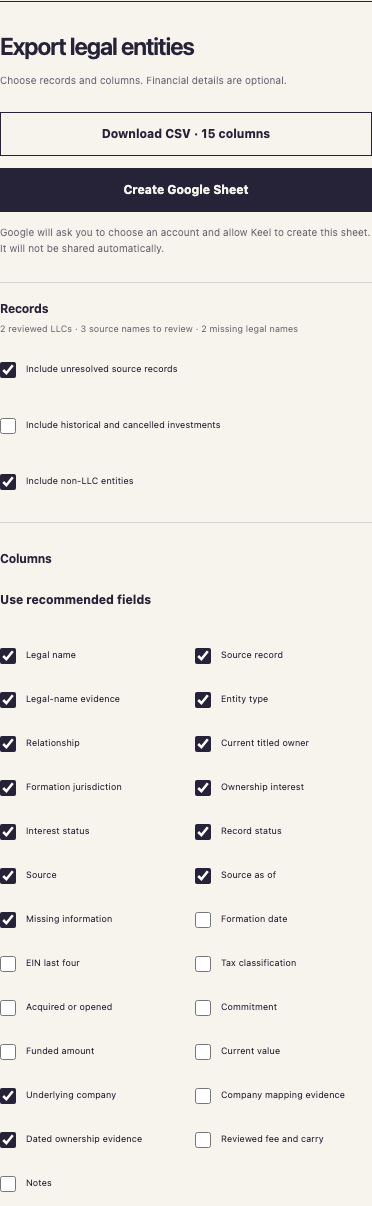 Export legal entities
Choose records and columns. Financial details are optional.
Download CSV · 15 columns
Create Google Sheet
Google will ask you to choose an account and allow Keel to create this sheet.
It will not be shared automatically.
Records
2 reviewed LLCs · 3 source names to review · 2 missing legal names
Include unresolved source records
Include historical and cancelled investments
Include non-LLC entities
Columns
Use recommended fields
Legal name
Source record
Legal-name evidence
Entity type
Relationship
Current titled owner
Formation jurisdiction
Ownership interest
Interest status
Record status
Source
Source as of
Missing information
Formation date
EIN last four
Tax classification
Acquired or opened
Commitment
Funded amount
Current value
Underlying company
Company mapping evidence
Dated ownership evidence
Reviewed fee and carry
Notes